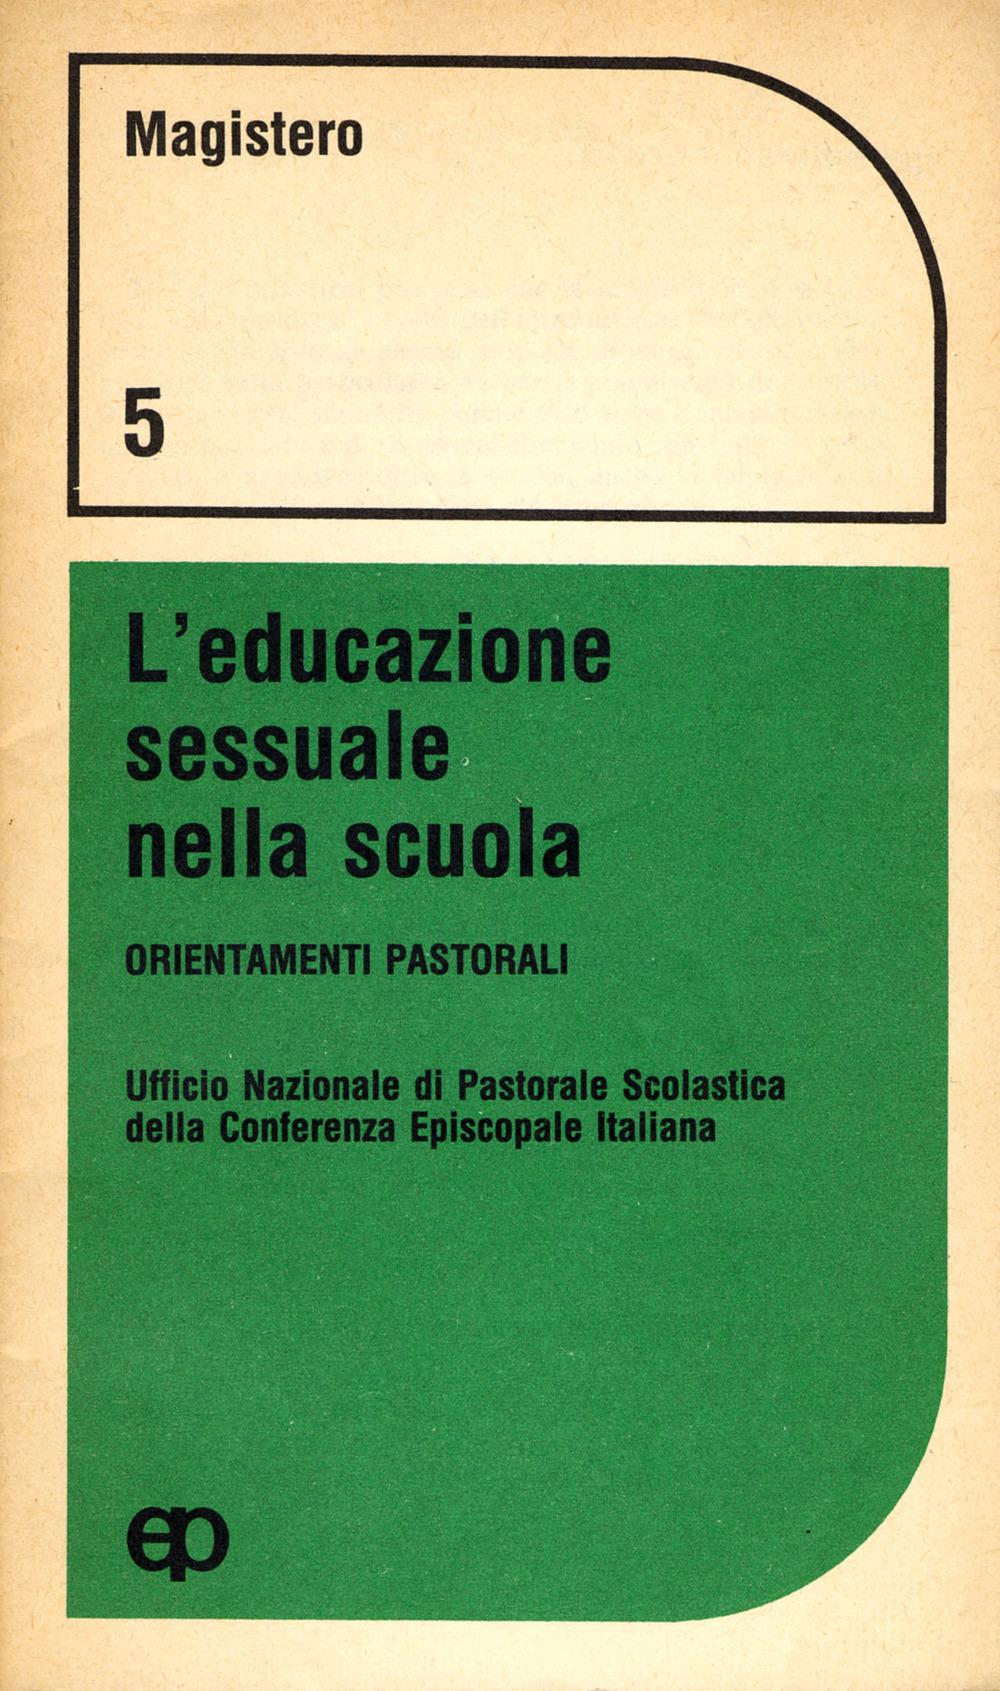 Magistero
5
L'educazione
sessuale
nella scuola
ORIENTAMENTI PASTORALI
Ufficio Nazionale di Pastorale Scolastica
della Conferenza Episcopale Italiana
ep